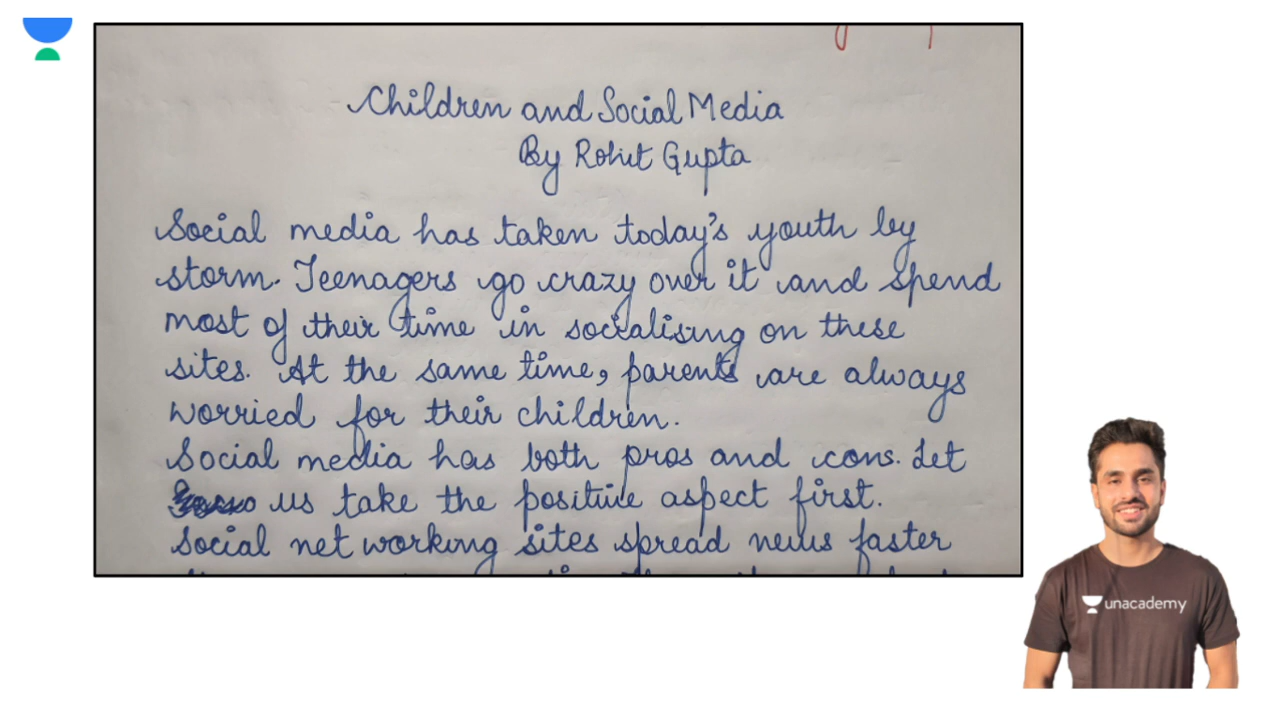 Children and Social Media
By Rohit Gupta
Social media has taken today's youth by
storm. Teenagers go crazy over it and spend
most of their time in socialising on these
sites. At the same time, parents are always
worried for their children.
Social media has both pros and cons. Let
us take the positive aspect first.
Social net working sites spread news faster
unacademy